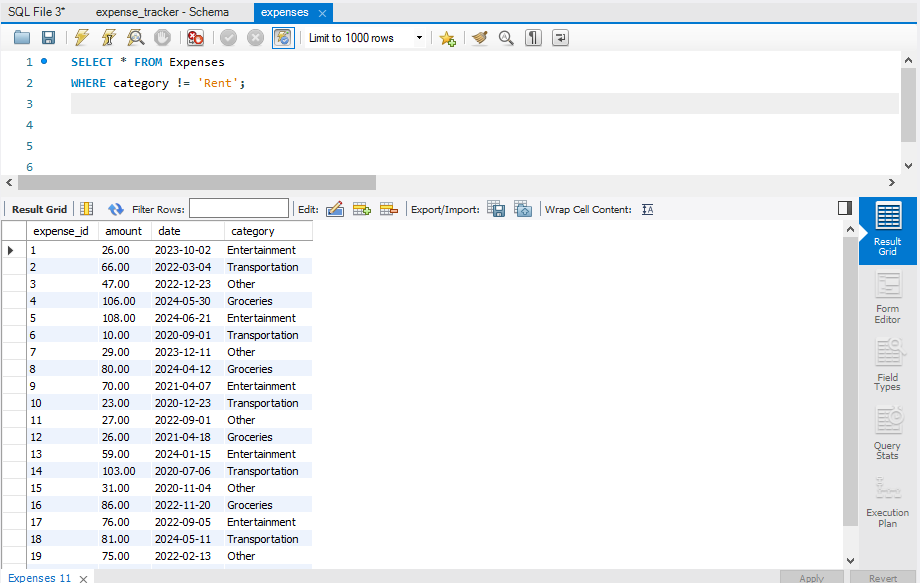 SQL File 3* expense_tracker - Schema expenses
Limit to 1000 rows
1 SELECT * FROM Expenses
2 WHERE category != 'Rent';
3
4
5
6
Result Grid Filter Rows: Edit: Export/Import: Wrap Cell Content:
expense_id amount date category
1 26.00 2023-10-02 Entertainment
2 66.00 2022-03-04 Transportation
3 47.00 2022-12-23 Other
4 106.00 2024-05-30 Groceries
5 108.00 2024-06-21 Entertainment
6 10.00 2020-09-01 Transportation
7 29.00 2023-12-11 Other
8 80.00 2024-04-12 Groceries
9 70.00 2021-04-07 Entertainment
10 23.00 2020-12-23 Transportation
11 27.00 2022-09-01 Other
12 26.00 2021-04-18 Groceries
13 59.00 2024-01-15 Entertainment
14 103.00 2020-07-06 Transportation
15 31.00 2020-11-04 Other
16 86.00 2022-11-20 Groceries
17 76.00 2022-09-05 Entertainment
18 81.00 2024-05-11 Transportation
19 75.00 2022-02-13 Other
Result
Grid
Form
Editor
Field
Types
Query
Stats
Execution
Plan
Expenses 11 Apply Revert